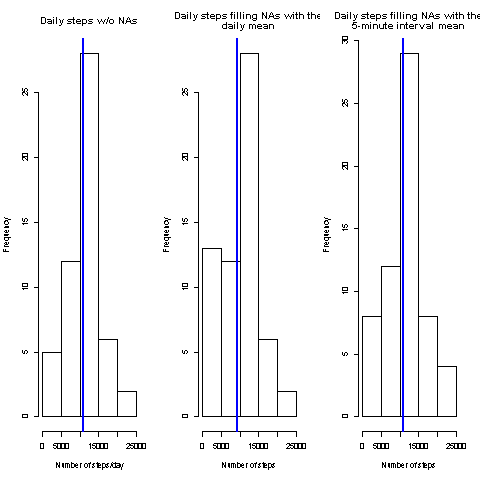 Daily steps w/o NAs
Frequency
0
5
10
15
20
25
0 5000 15000 25000
Number of steps/day
Daily steps filling NAs with the
daily mean
Frequency
0
5
10
15
20
25
0 5000 15000 25000
Number of steps
Daily steps filling NAs with the
5-minute interval mean
Frequency
0
5
10
15
20
25
30
0 5000 15000 25000
Number of steps